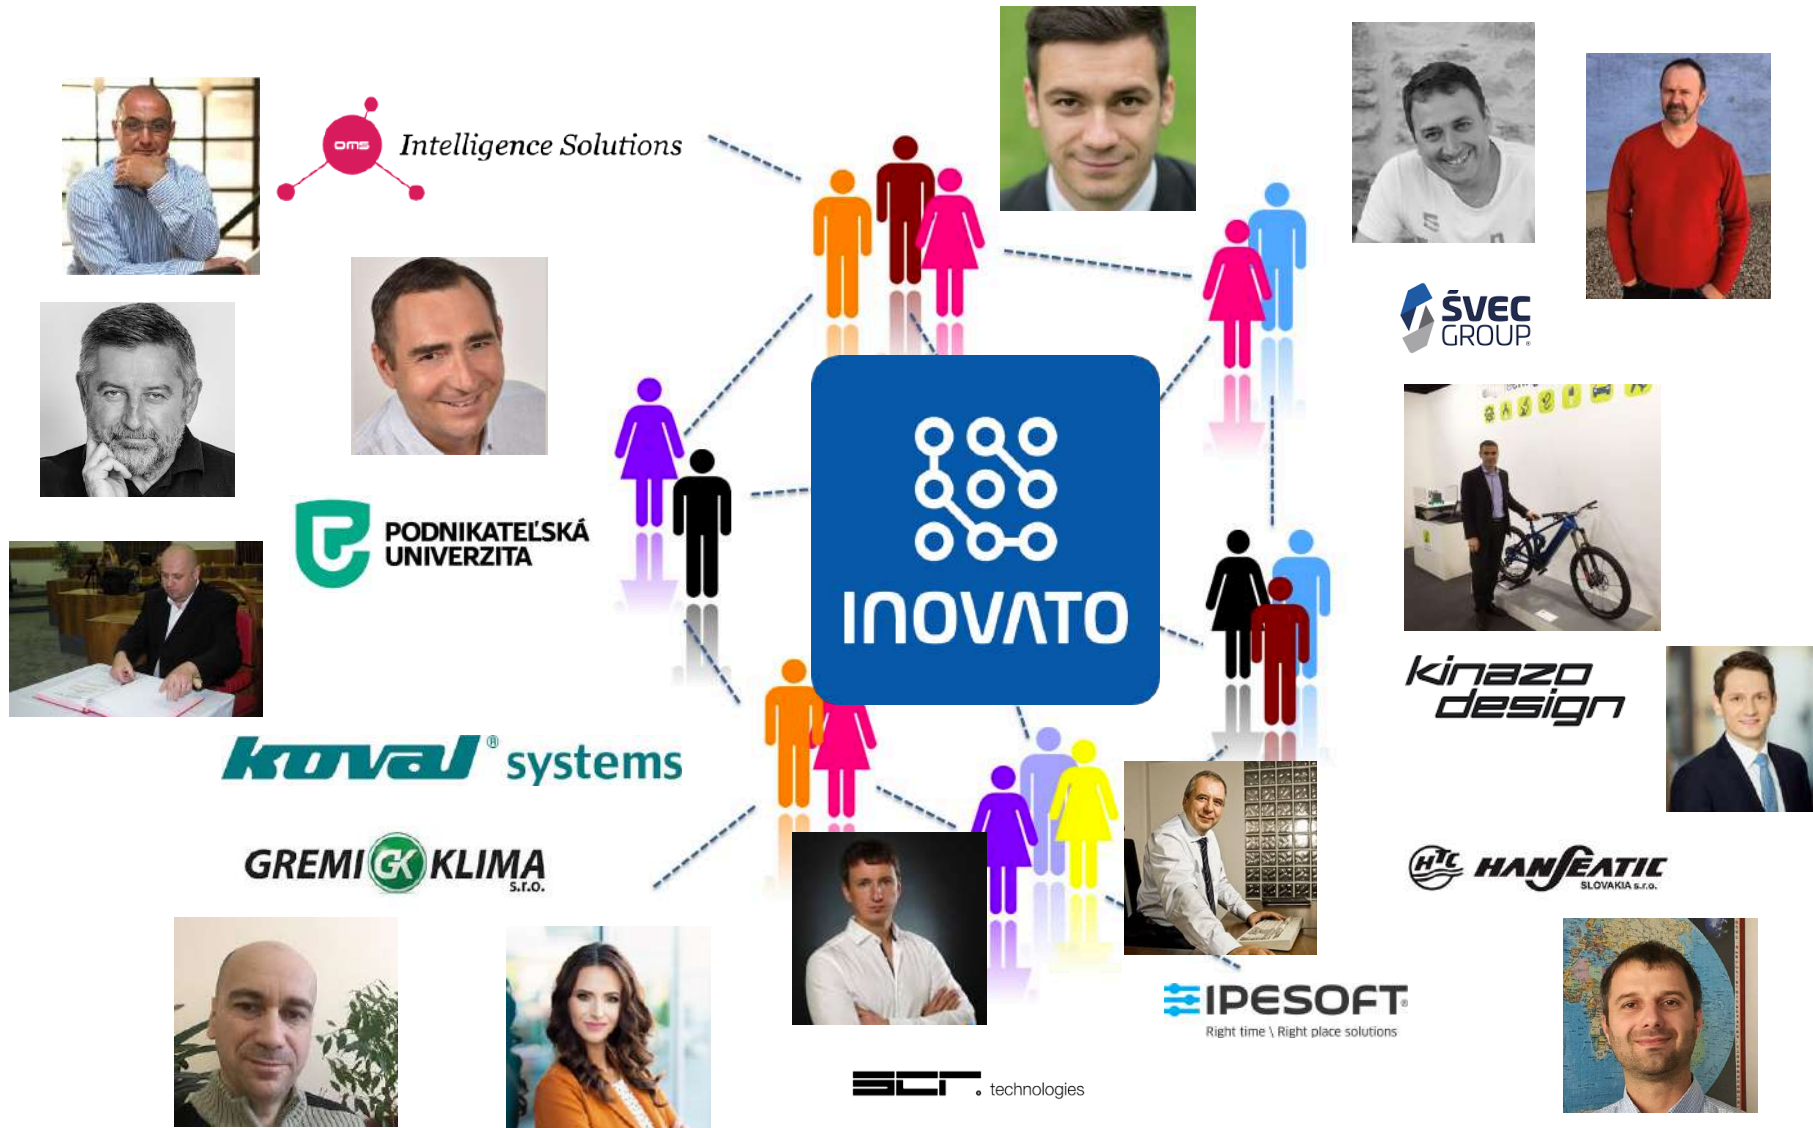 oms
Intelligence Solutions
ŠVEC
GROUP®
PODNIKATEĽSKÁ
UNIVERZITA
INOVATO
kinazo
design
koval® systems
GREMI GK KLIMA
s.r.o.
HTC HANSEATIC
SLOVAKIA s.r.o.
IPESOFT®
Right time \ Right place solutions
scr. technologies